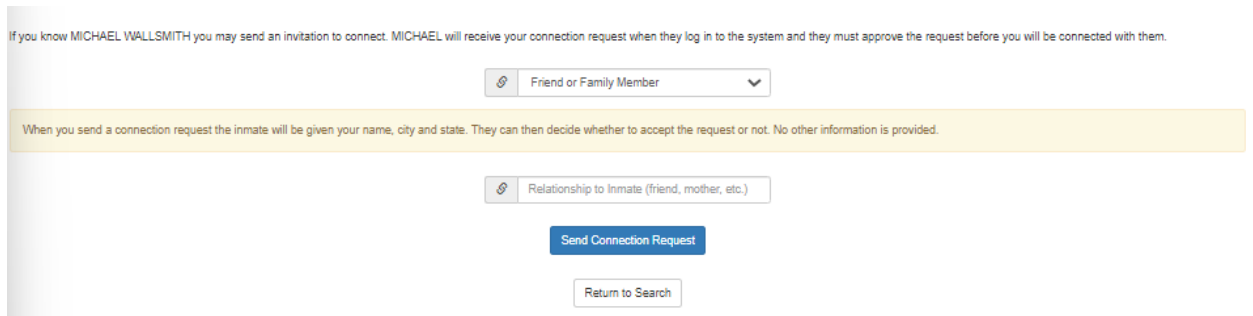 If you know MICHAEL WALLSMITH you may send an invitation to connect. MICHAEL will receive your connection request when they log in to the system and they must approve the request before you will be connected with them.
Friend or Family Member
When you send a connection request the inmate will be given your name, city and state. They can then decide whether to accept the request or not. No other information is provided.
Relationship to Inmate (friend, mother, etc.)
Send Connection Request
Return to Search